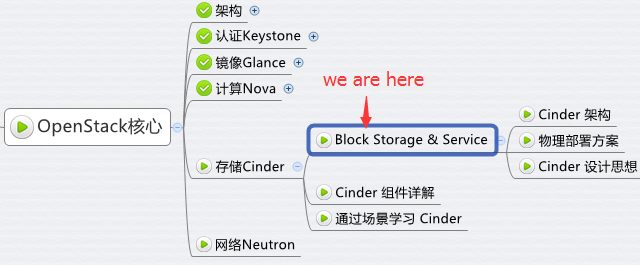 架构
认证Keystone
镜像Glance
we are here
计算Nova
OpenStack核心
Cinder 架构
Block Storage & Service
物理部署方案
存储Cinder
Cinder 设计思想
Cinder 组件详解
通过场景学习 Cinder
网络Neutron